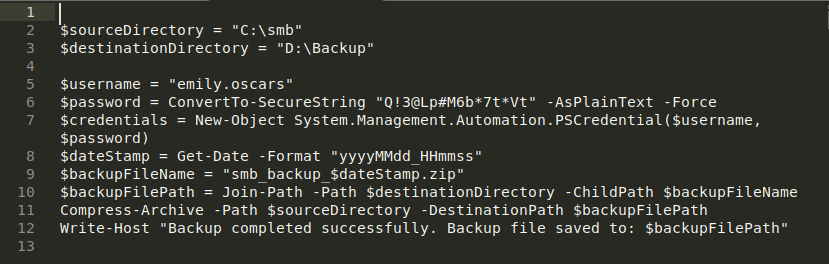 1
2 $sourceDirectory = "C:\smb"
3 $destinationDirectory = "D:\Backup"
4
5 $username = "emily.oscars"
6 $password = ConvertTo-SecureString "Q!3@Lp#M6b*7t*Vt" -AsPlainText -Force
7 $credentials = New-Object System.Management.Automation.PSCredential($username,
$password)
8 $dateStamp = Get-Date -Format "yyyyMMdd_HHmmss"
9 $backupFileName = "smb_backup_$dateStamp.zip"
10 $backupFilePath = Join-Path -Path $destinationDirectory -ChildPath $backupFileName
11 Compress-Archive -Path $sourceDirectory -DestinationPath $backupFilePath
12 Write-Host "Backup completed successfully. Backup file saved to: $backupFilePath"
13